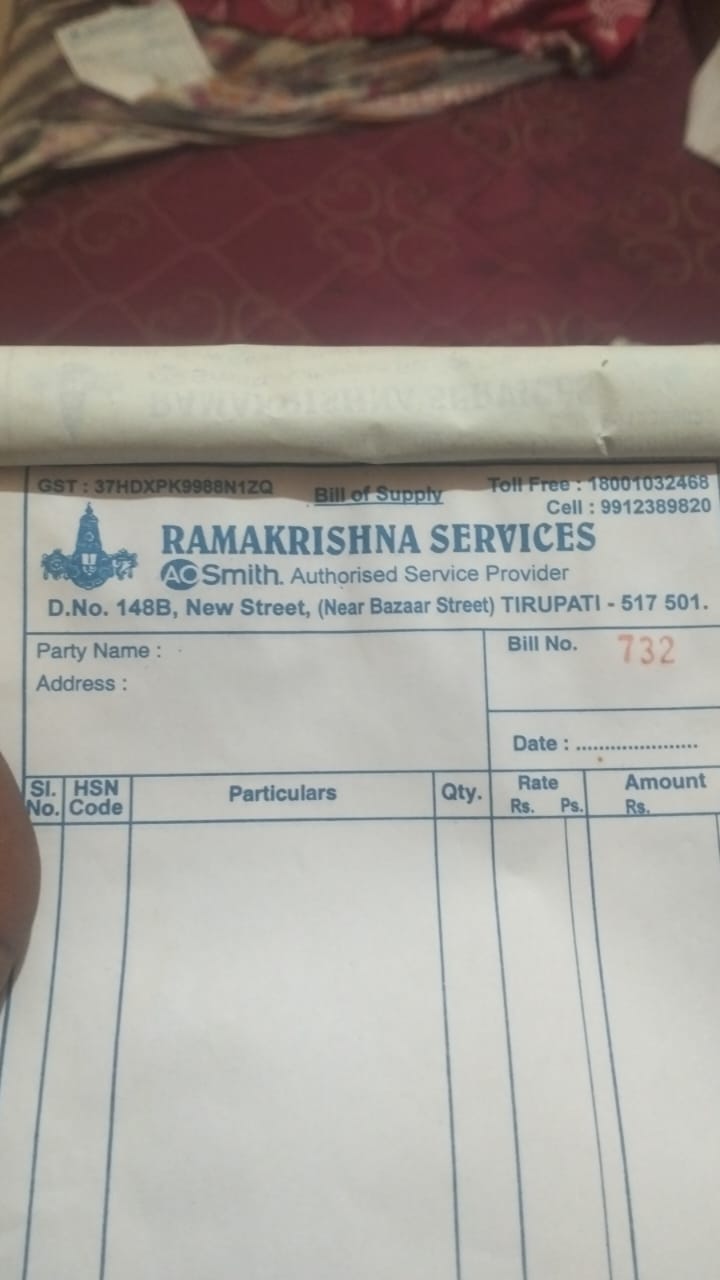 GST : 37HDXPK9988N1ZQ
Bill of Supply
Toll Free : 18001032468
Cell : 9912389820
RAMAKRISHNA SERVICES
AO Smith. Authorised Service Provider
D.No. 148B, New Street, (Near Bazaar Street) TIRUPATI - 517 501.
Party Name :
Address :
Bill No. 732
Date : ......................
Sl. No. HSN Code Particulars Qty. Rate Rs. Ps. Amount Rs.